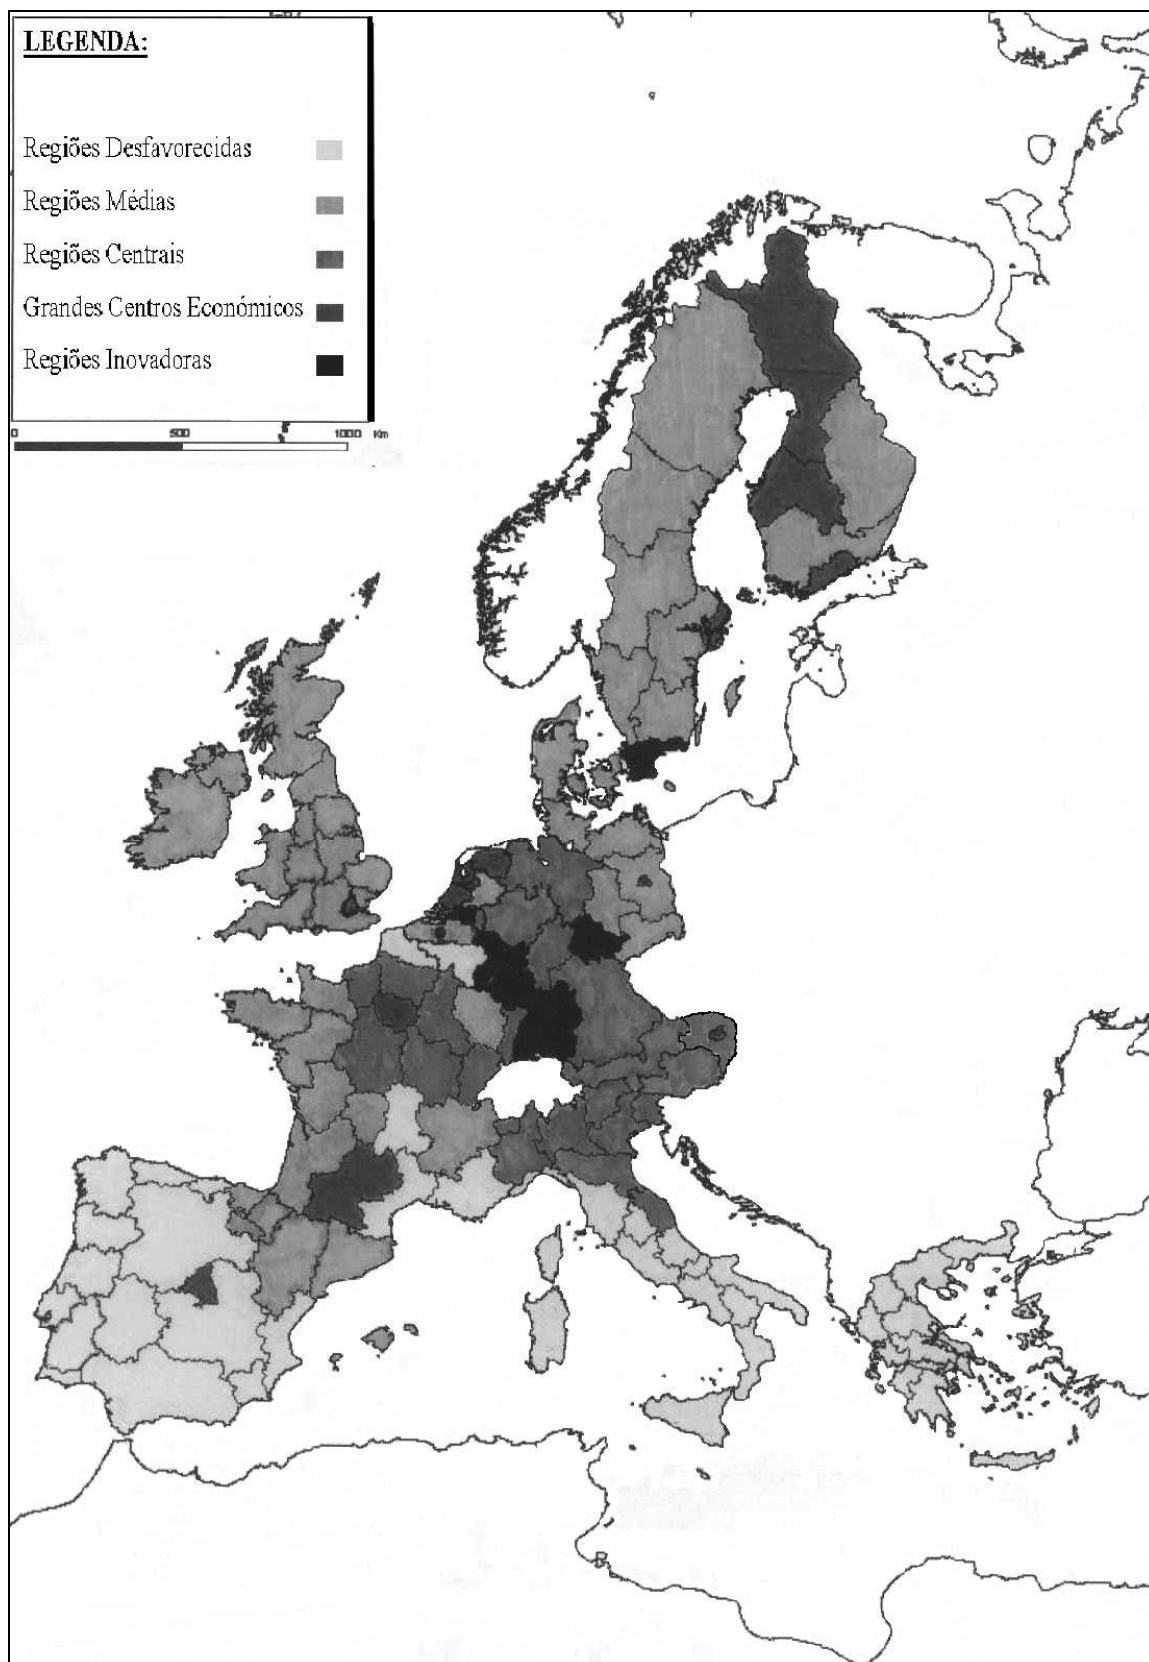 LEGENDA:
Regiões Desfavorecidas
Regiões Médias
Regiões Centrais
Grandes Centros Económicos
Regiões Inovadoras
0 500 1000 Km